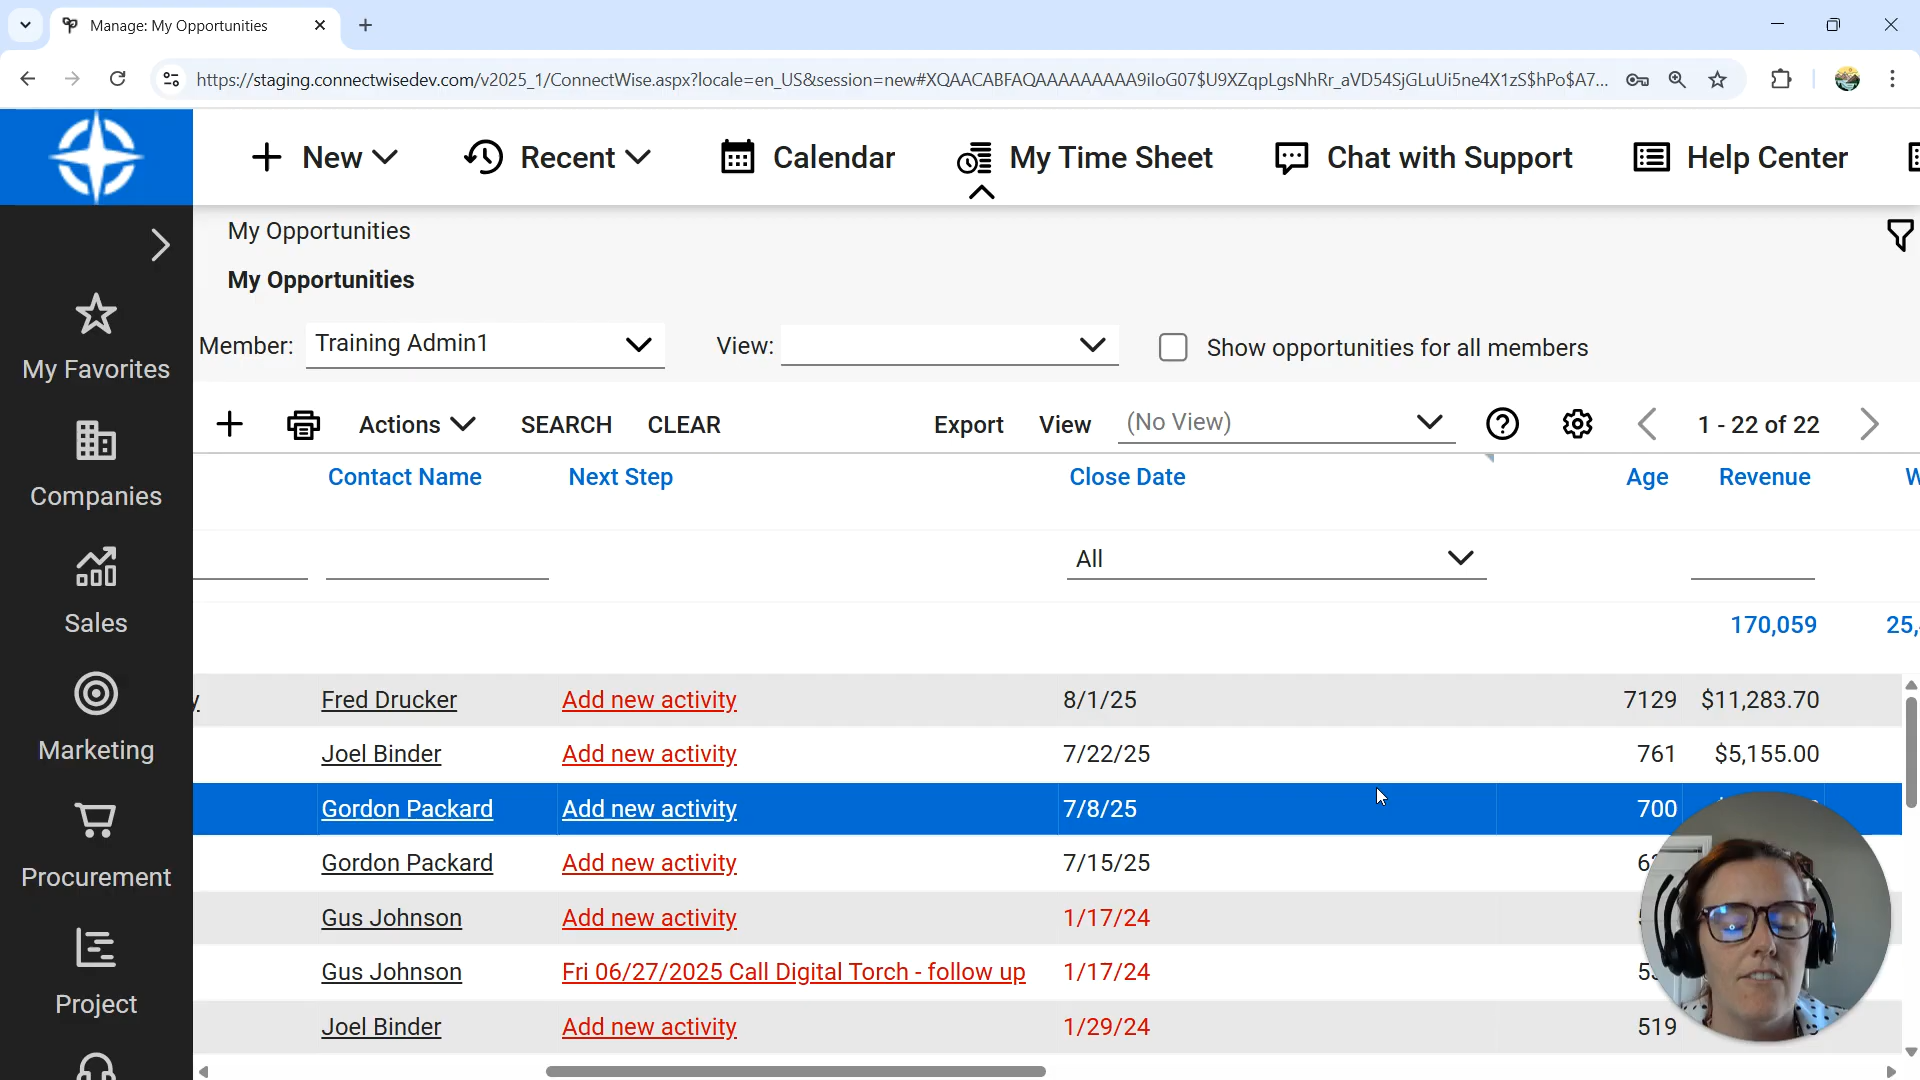 Manage: My Opportunities
https://staging.connectwisedev.com/v2025_1/ConnectWise.aspx?locale=en_US&session=new#XQAACABFAQAAAAAAAAA9iIoG07$U9XZqpLgsNhRr_aVD54SjGLuUi5ne4X1zS$hPo$A7...
New Recent Calendar My Time Sheet Chat with Support Help Center
My Opportunities
My Opportunities
Member: Training Admin1 View: Show opportunities for all members
Actions SEARCH CLEAR Export View (No View) 1 - 22 of 22
Contact Name Next Step Close Date Age Revenue
All
170,059
Fred Drucker Add new activity 8/1/25 7129 $11,283.70
Joel Binder Add new activity 7/22/25 761 $5,155.00
Gordon Packard Add new activity 7/8/25 700
Gordon Packard Add new activity 7/15/25
Gus Johnson Add new activity 1/17/24
Gus Johnson Fri 06/27/2025 Call Digital Torch - follow up 1/17/24
Joel Binder Add new activity 1/29/24 519
My Favorites
Companies
Sales
Marketing
Procurement
Project